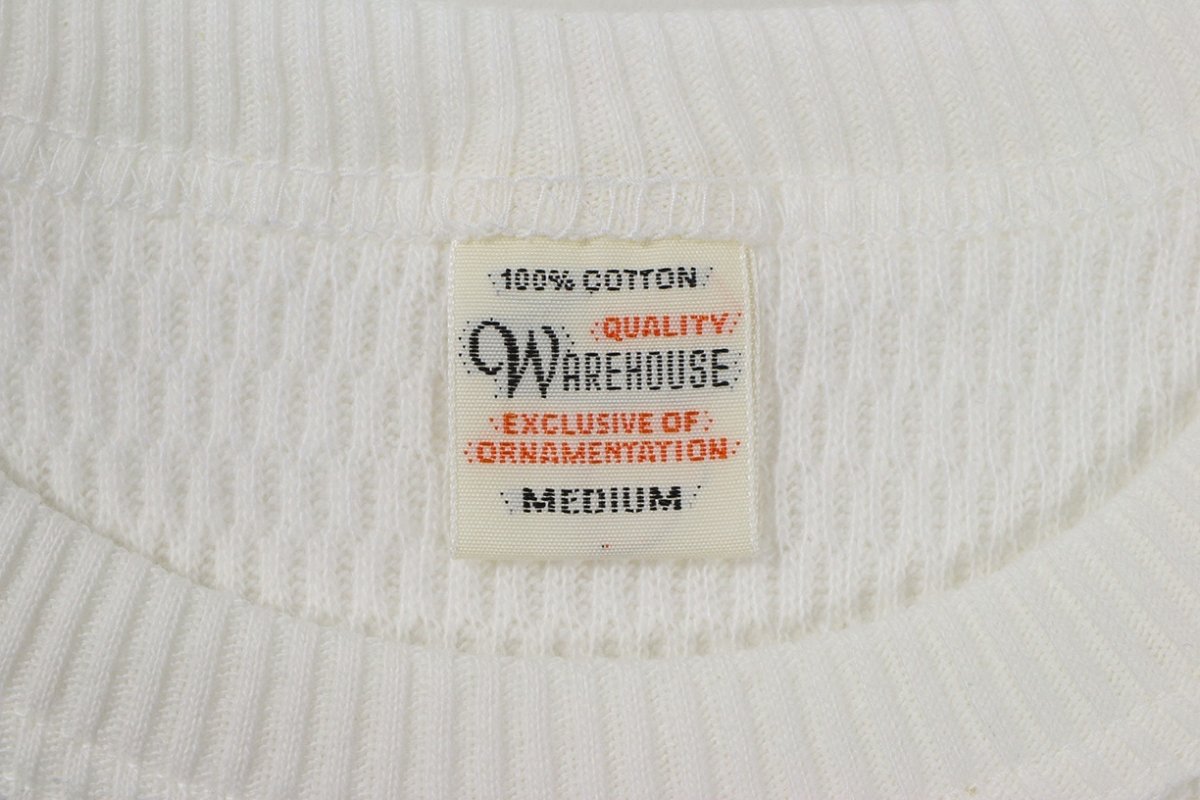 100% COTTON
QUALITY
WAREHOUSE
EXCLUSIVE OF
ORNAMENTATION
MEDIUM